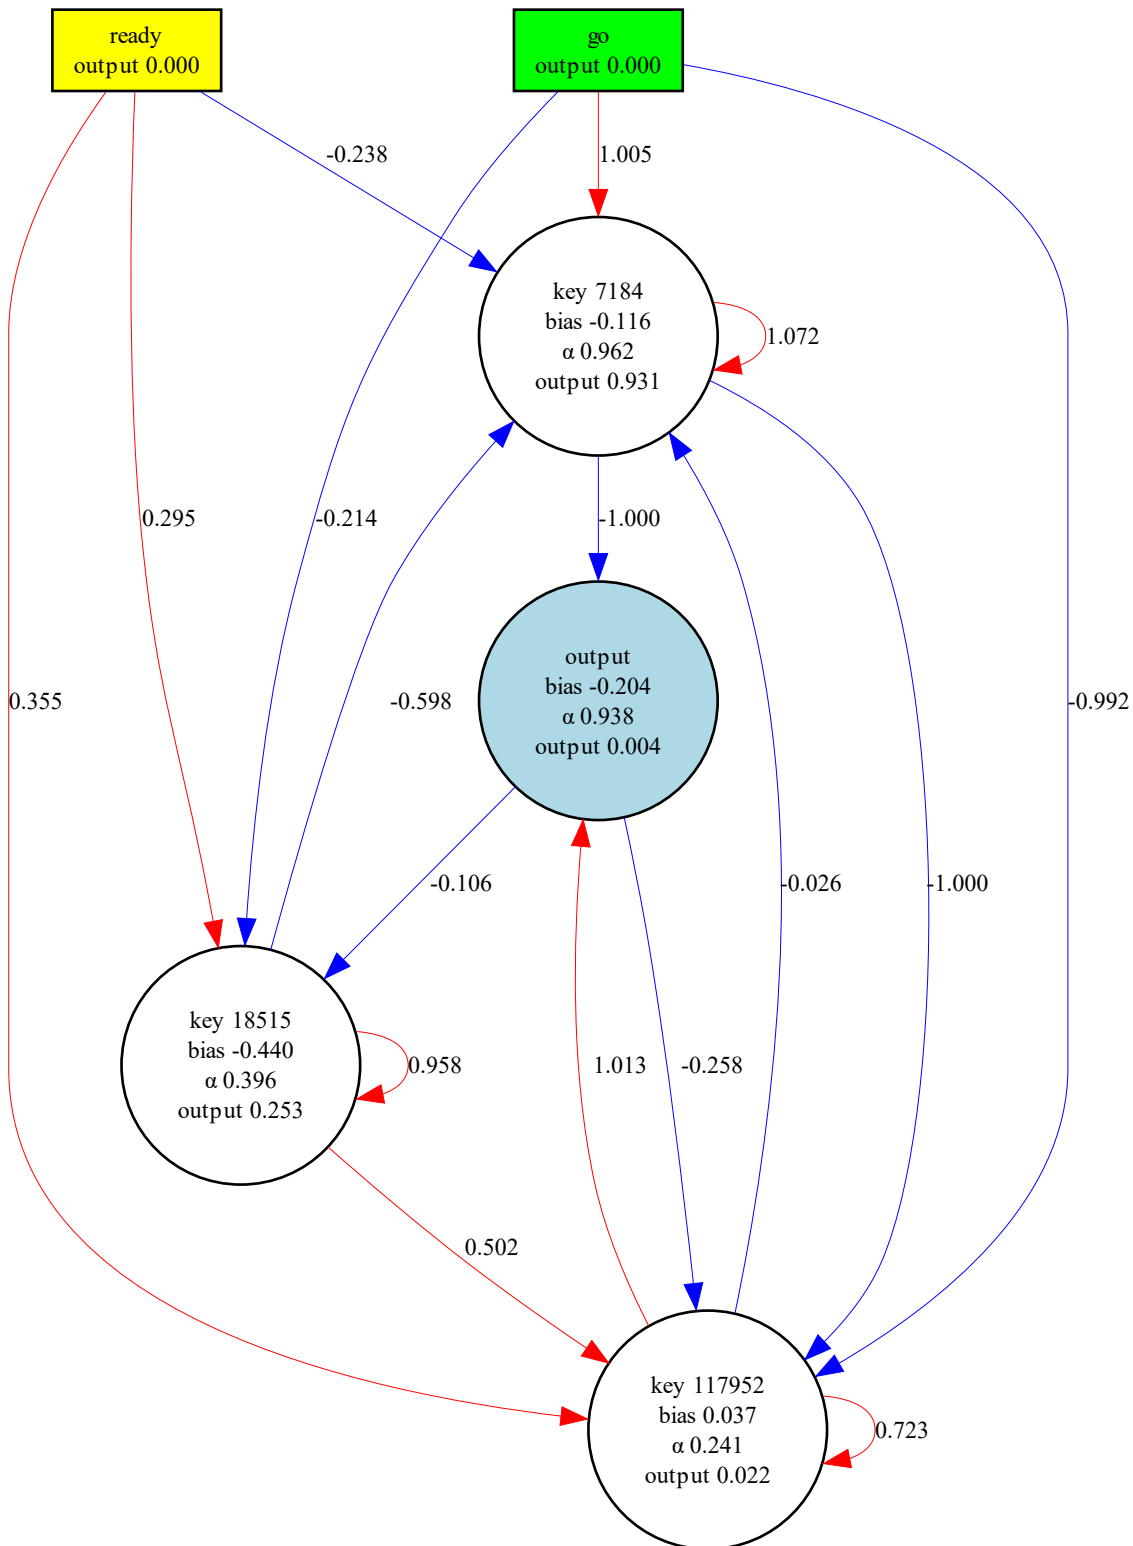 ready
output 0.000
go
output 0.000
-0.238
1.005
key 7184
bias -0.116
α 0.962
output 0.931
1.072
0.295
-0.214
-1.000
output
bias -0.204
α 0.938
output 0.004
0.355
-0.598
-0.992
-0.106
-0.026
-1.000
key 18515
bias -0.440
α 0.396
output 0.253
0.958
1.013
-0.258
0.502
key 117952
bias 0.037
α 0.241
output 0.022
0.723